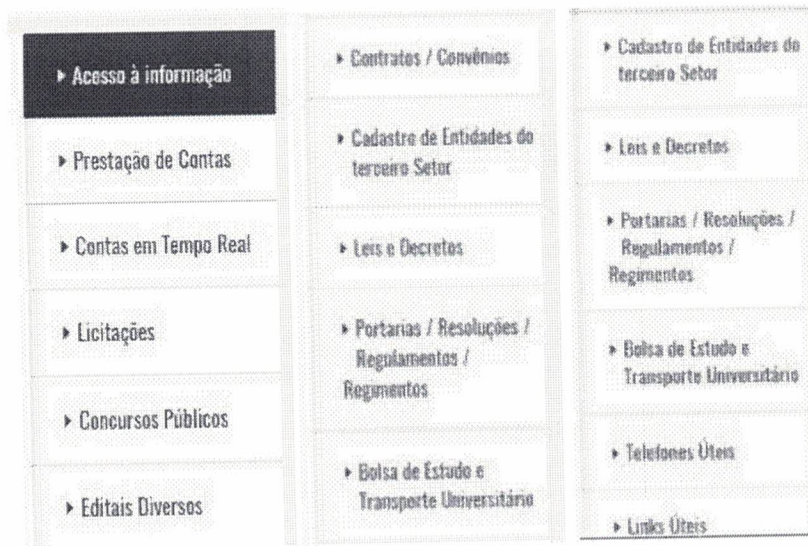 Acesso à informação
Prestação de Contas
Contas em Tempo Real
Licitações
Concursos Públicos
Editais Diversos
Contratos / Convênios
Cadastro de Entidades do
terceiro Setor
Leis e Decretos
Portarias / Resoluções /
Regulamentos /
Regimentos
Bolsa de Estudo e
Transporte Universitário
Cadastro de Entidades do
terceiro Setor
Leis e Decretos
Portarias / Resoluções /
Regulamentos /
Regimentos
Bolsa de Estudo e
Transporte Universitário
Telefones Úteis
Links Úteis